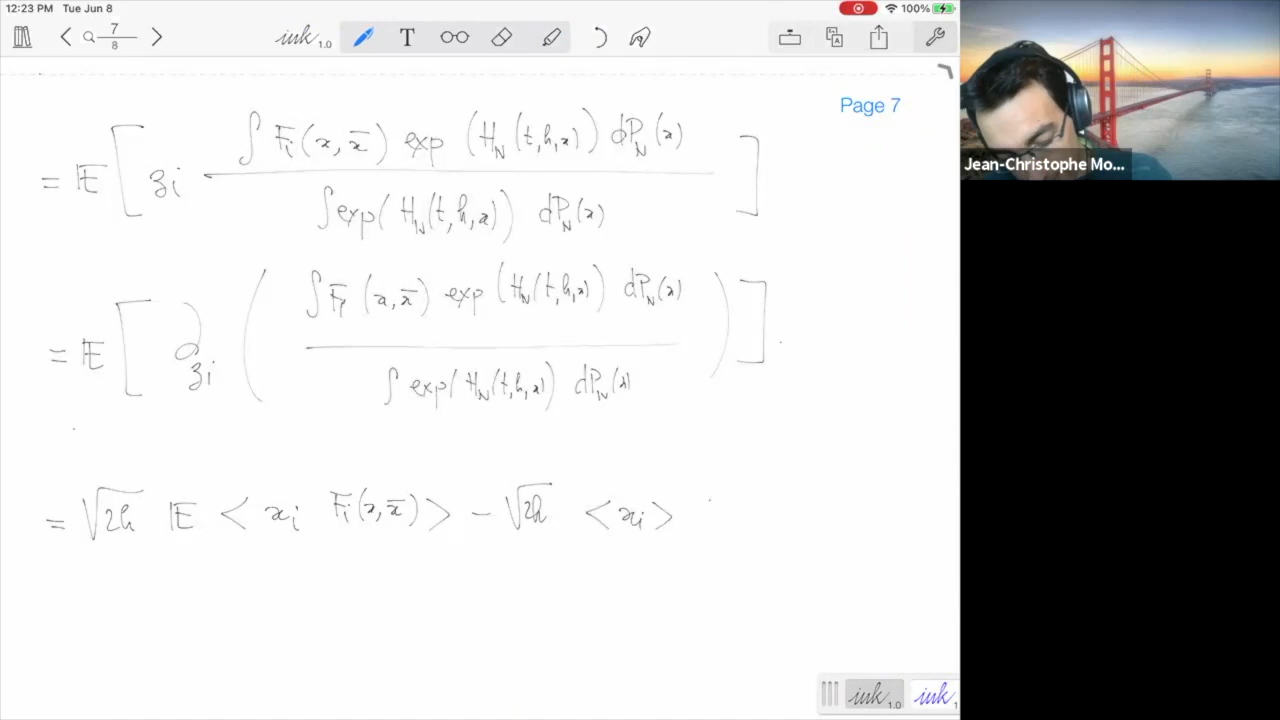 12:23 PM Tue Jun 8
100%
7
8
ink 1.0
T
Page 7
= E [ z_i ∫ F_i(x, x̄) exp (H_N(t,h,x)) dP_N(x) / ∫ exp(H_N(t,h,x)) dP_N(x) ]
= E [ ∂_{z_i} ( ∫ F_i(x, x̄) exp (H_N(t,h,x)) dP_N(x) / ∫ exp(H_N(t,h,x)) dP_N(x) ) ].
= √2h E < x_i F_i(x, x̄) > - √2h < x_i >
Jean-Christophe Mo...
ink 1.0
ink 1